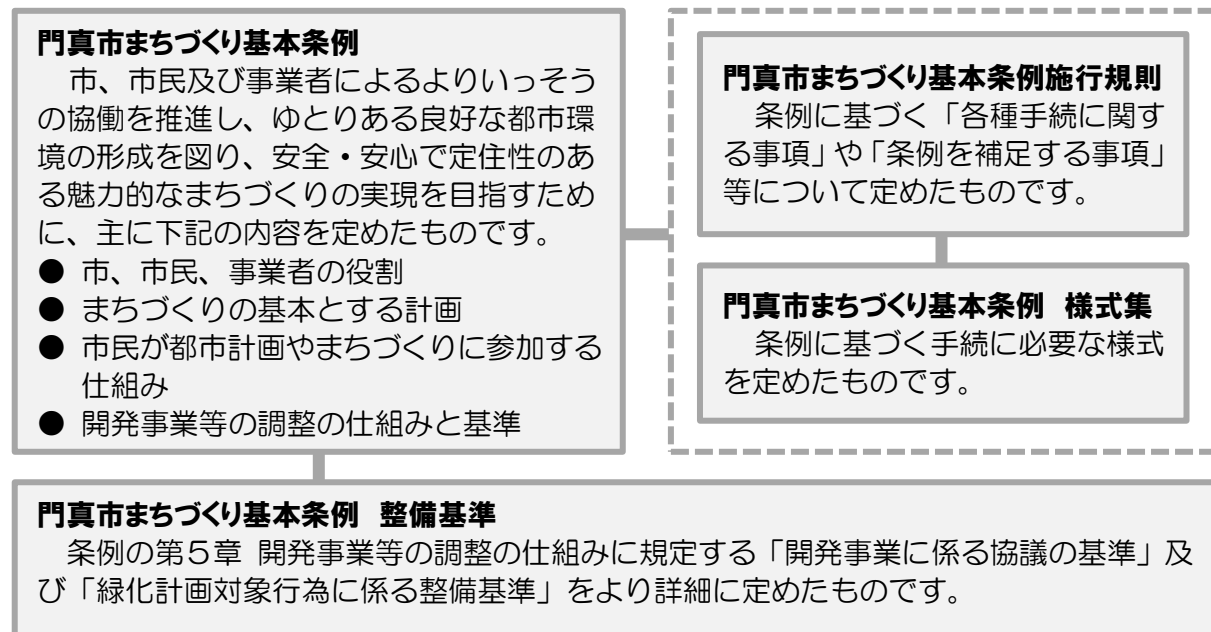 門真市まちづくり基本条例
市、市民及び事業者によるよりいっそう
の協働を推進し、ゆとりある良好な都市環
境の形成を図り、安全・安心で定住性のあ
る魅力的なまちづくりの実現を目指すため
に、主に下記の内容を定めたものです。
● 市、市民、事業者の役割
● まちづくりの基本とする計画
● 市民が都市計画やまちづくりに参加する
仕組み
● 開発事業等の調整の仕組みと基準
門真市まちづくり基本条例施行規則
条例に基づく「各種手続に関す
る事項」や「条例を補足する事項」
等について定めたものです。
門真市まちづくり基本条例 様式集
条例に基づく手続に必要な様式
を定めたものです。
門真市まちづくり基本条例 整備基準
条例の第5章 開発事業等の調整の仕組みに規定する「開発事業に係る協議の基準」及
び「緑化計画対象行為に係る整備基準」をより詳細に定めたものです。